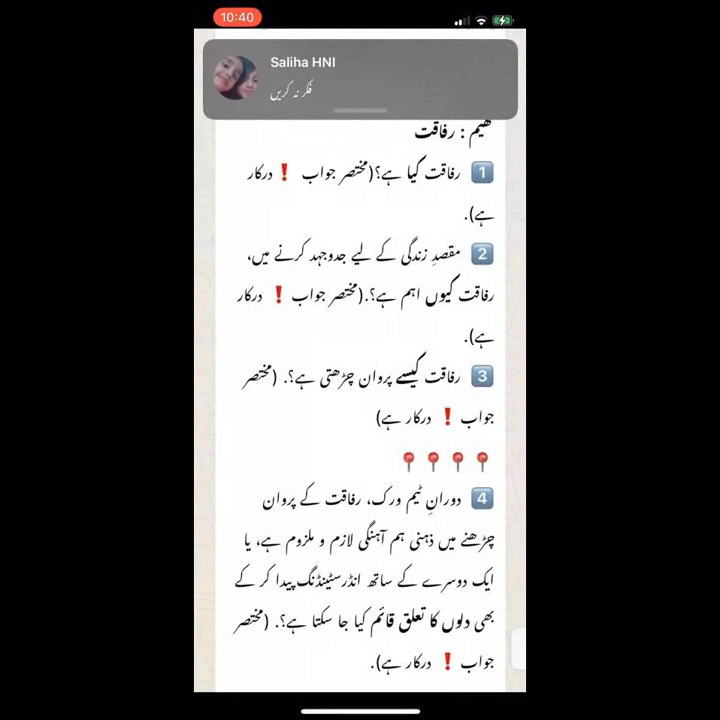 10:40
Saliha HNI
فکر نہ کریں
تھیم : رفاقت
1️⃣ رفاقت کیا ہے؟(مختصر جواب ❗ درکار
ہے).
2️⃣ مقصدِ زندگی کے لیے جدوجہد کرنے میں،
رفاقت کیوں اہم ہے؟.(مختصر جواب ❗ درکار
ہے).
3️⃣ رفاقت کیسے پروان چڑھتی ہے؟. (مختصر
جواب ❗ درکار ہے)
📍📍📍📍
4️⃣ دورانِ ٹیم ورک، رفاقت کے پروان
چڑھنے میں ذہنی ہم آہنگی لازم و ملزوم ہے، یا
ایک دوسرے کے ساتھ انڈرسٹینڈنگ پیدا کر کے
بھی دلوں کا تعلق قائم کیا جا سکتا ہے؟. (مختصر
جواب ❗ درکار ہے).